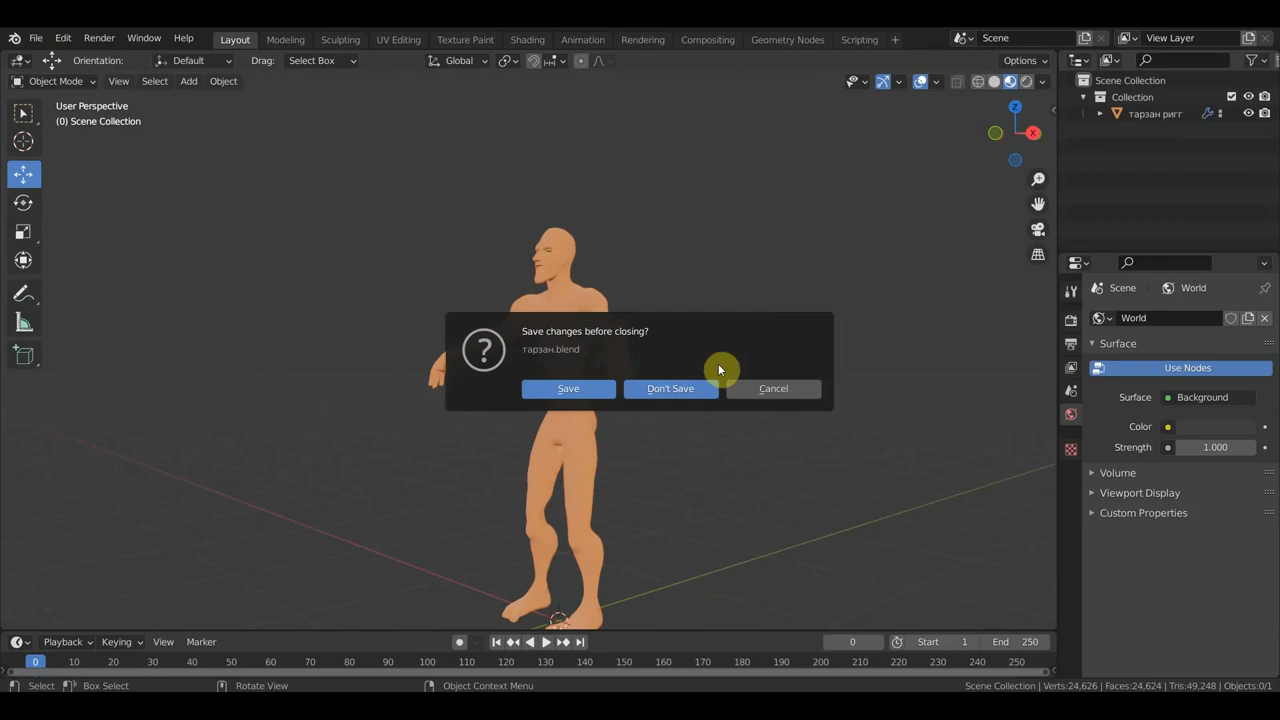 File Edit Render Window Help Layout Modeling Sculpting UV Editing Texture Paint Shading Animation Rendering Compositing Geometry Nodes Scripting + Scene View Layer
Orientation: Default Drag: Select Box Global Options
Object Mode View Select Add Object
Scene Collection
Collection
тарзан ригг
User Perspective
(0) Scene Collection
Z
X
Save changes before closing?
тарзан.blend
?
Save Don't Save Cancel
Scene World
World
Surface
Use Nodes
Surface Background
Color
Strength 1.000
Volume
Viewport Display
Custom Properties
Playback Keying View Marker 0 Start 1 End 250
0 10 20 30 40 50 60 70 80 90 100 110 120 130 140 150 160 170 180 190 200 210 220 230 240 250
Select Box Select Rotate View Object Context Menu Scene Collection | Verts:24,626 | Faces:24,624 | Tris:49,248 | Objects:0/1